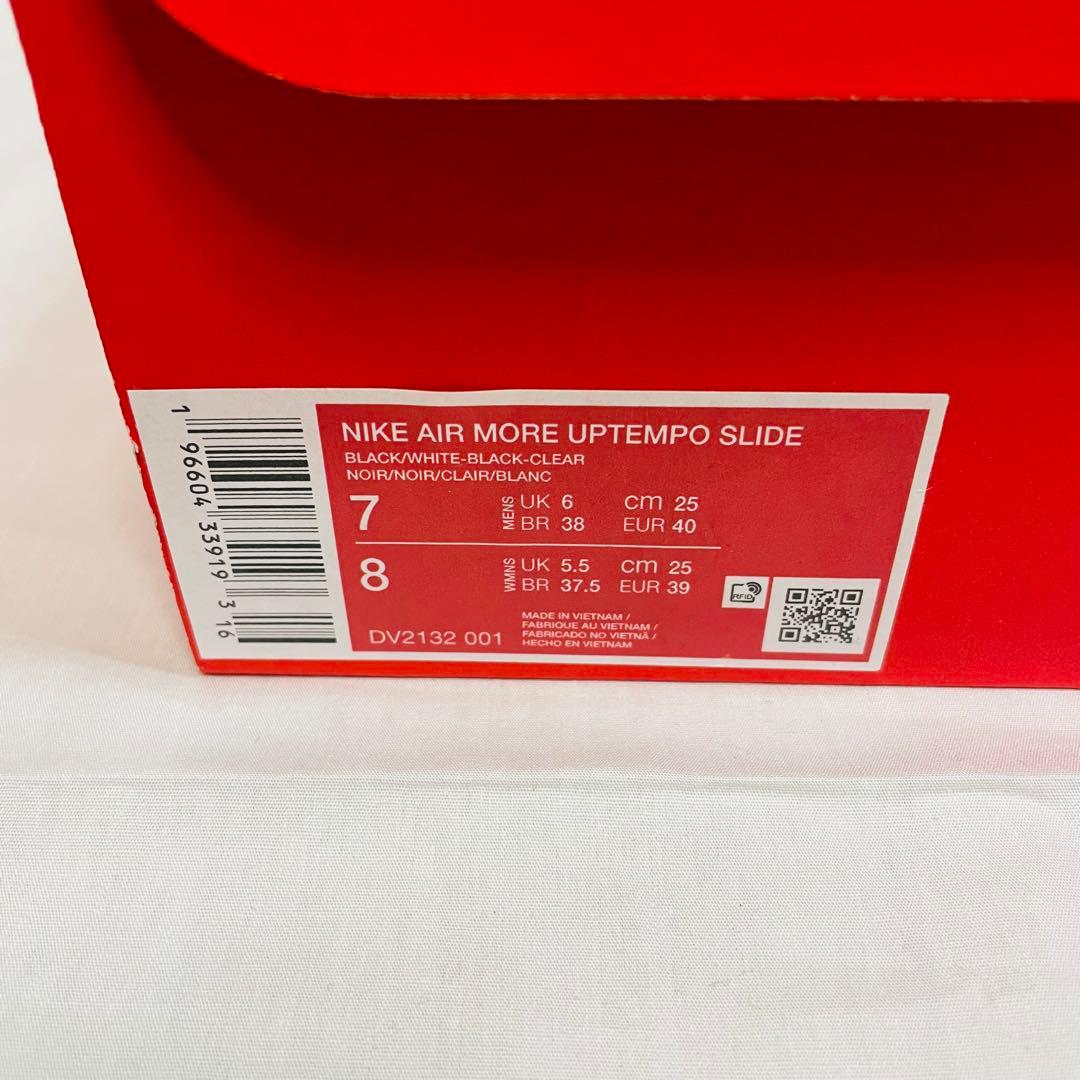 NIKE AIR MORE UPTEMPO SLIDE
BLACK/WHITE-BLACK-CLEAR
NOIR/NOIR/CLAIR/BLANC
7 MENS UK 6 cm 25
BR 38 EUR 40
8 WMNS UK 5.5 cm 25
BR 37.5 EUR 39
RFID
DV2132 001
MADE IN VIETNAM /
FABRIQUE AU VIETNAM /
FABRICADO NO VIETNÃ /
HECHO EN VIETNAM
1 96604 33919 3 16